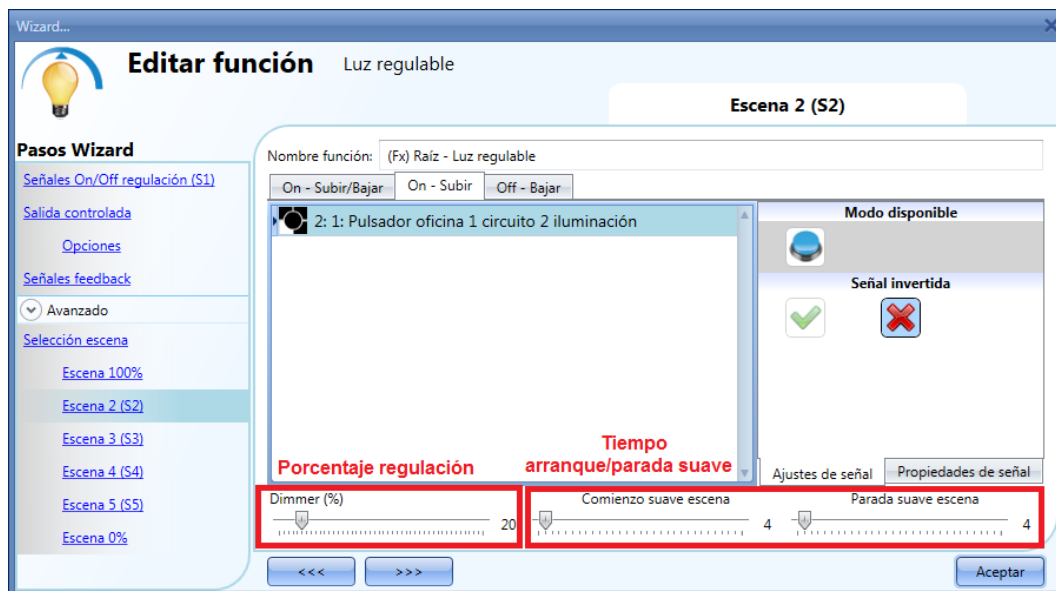 Wizard...
Editar función Luz regulable
Escena 2 (S2)
Pasos Wizard
Señales On/Off regulación (S1)
Salida controlada
Opciones
Señales feedback
Avanzado
Selección escena
Escena 100%
Escena 2 (S2)
Escena 3 (S3)
Escena 4 (S4)
Escena 5 (S5)
Escena 0%
Nombre función: (Fx) Raíz - Luz regulable
On - Subir/Bajar On - Subir Off - Bajar
2: 1: Pulsador oficina 1 circuito 2 iluminación
Modo disponible
Señal invertida
Porcentaje regulación
Tiempo
arranque/parada suave
Ajustes de señal Propiedades de señal
Dimmer (%) Comienzo suave escena Parada suave escena
20 4 4
<<< >>> Aceptar